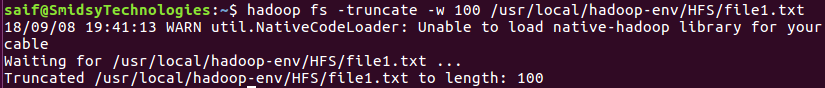 saif@SmidsyTechnologies:~$ hadoop fs -truncate -w 100 /usr/local/hadoop-env/HFS/file1.txt
18/09/08 19:41:13 WARN util.NativeCodeLoader: Unable to load native-hadoop library for your
cable
Waiting for /usr/local/hadoop-env/HFS/file1.txt ...
Truncated /usr/local/hadoop-env/HFS/file1.txt to length: 100